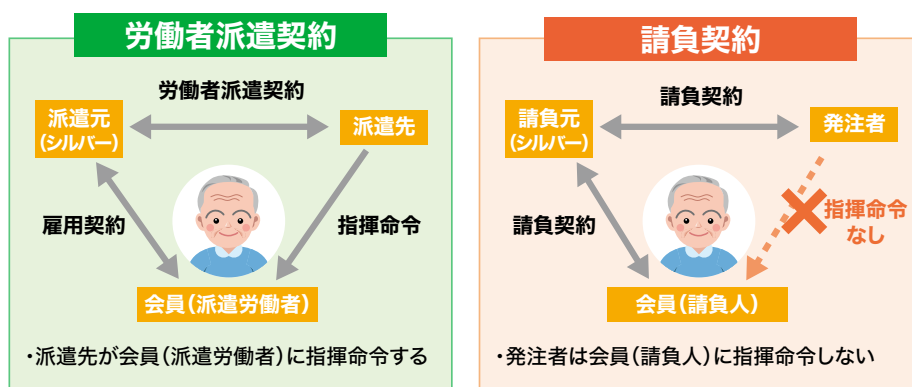 労働者派遣契約
労働者派遣契約
派遣元
(シルバー)
派遣先
雇用契約
指揮命令
会員(派遣労働者)
・派遣先が会員(派遣労働者)に指揮命令する
請負契約
請負契約
請負元
(シルバー)
発注者
請負契約
指揮命令
なし
会員(請負人)
・発注者は会員(請負人)に指揮命令しない